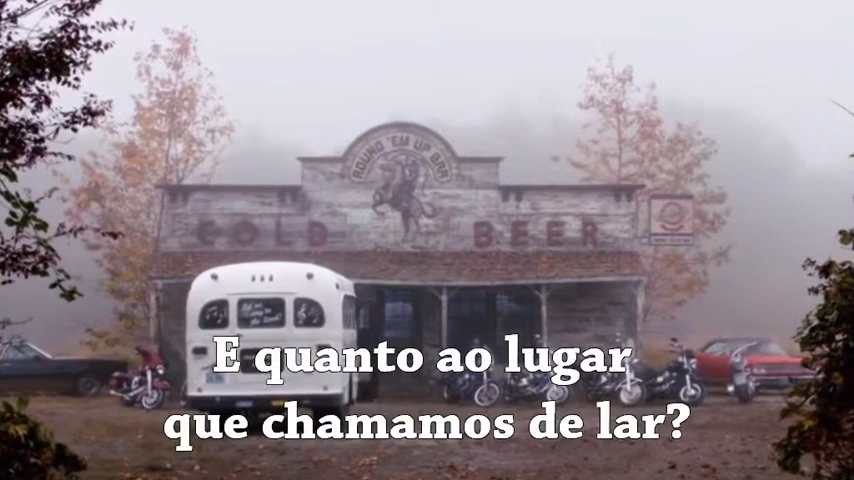 ROUND 'EM UP BAR
COLD BEER
E quanto ao lugar
que chamamos de lar?